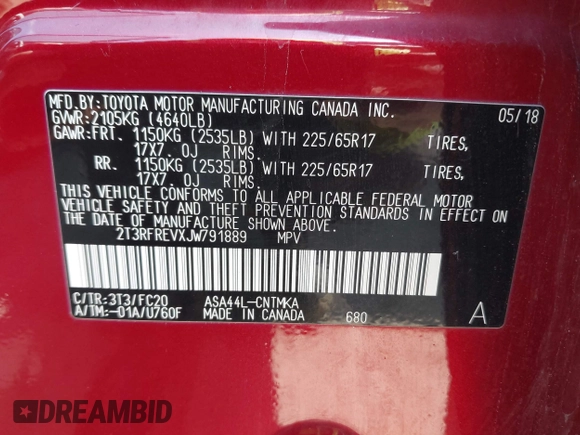 MFD.BY:TOYOTA MOTOR MANUFACTURING CANADA INC.
GVWR:2105KG (4640LB) 05/18
GAWR:FRT. 1150KG (2535LB) WITH 225/65R17 TIRES,
17X7. OJ RIMS.
RR. 1150KG (2535LB) WITH 225/65R17 TIRES,
17X7. OJ RIMS.
THIS VEHICLE CONFORMS TO ALL APPLICABLE FEDERAL MOTOR
VEHICLE SAFETY AND THEFT PREVENTION STANDARDS IN EFFECT ON
THE DATE OF MANUFACTURE SHOWN ABOVE.
2T3RFREVXJW791889 MPV
C/TR:3T3/FC20 ASA44L-CNTMKA
A/TM:-01A/U760F MADE IN CANADA 680 A
DREAMBID